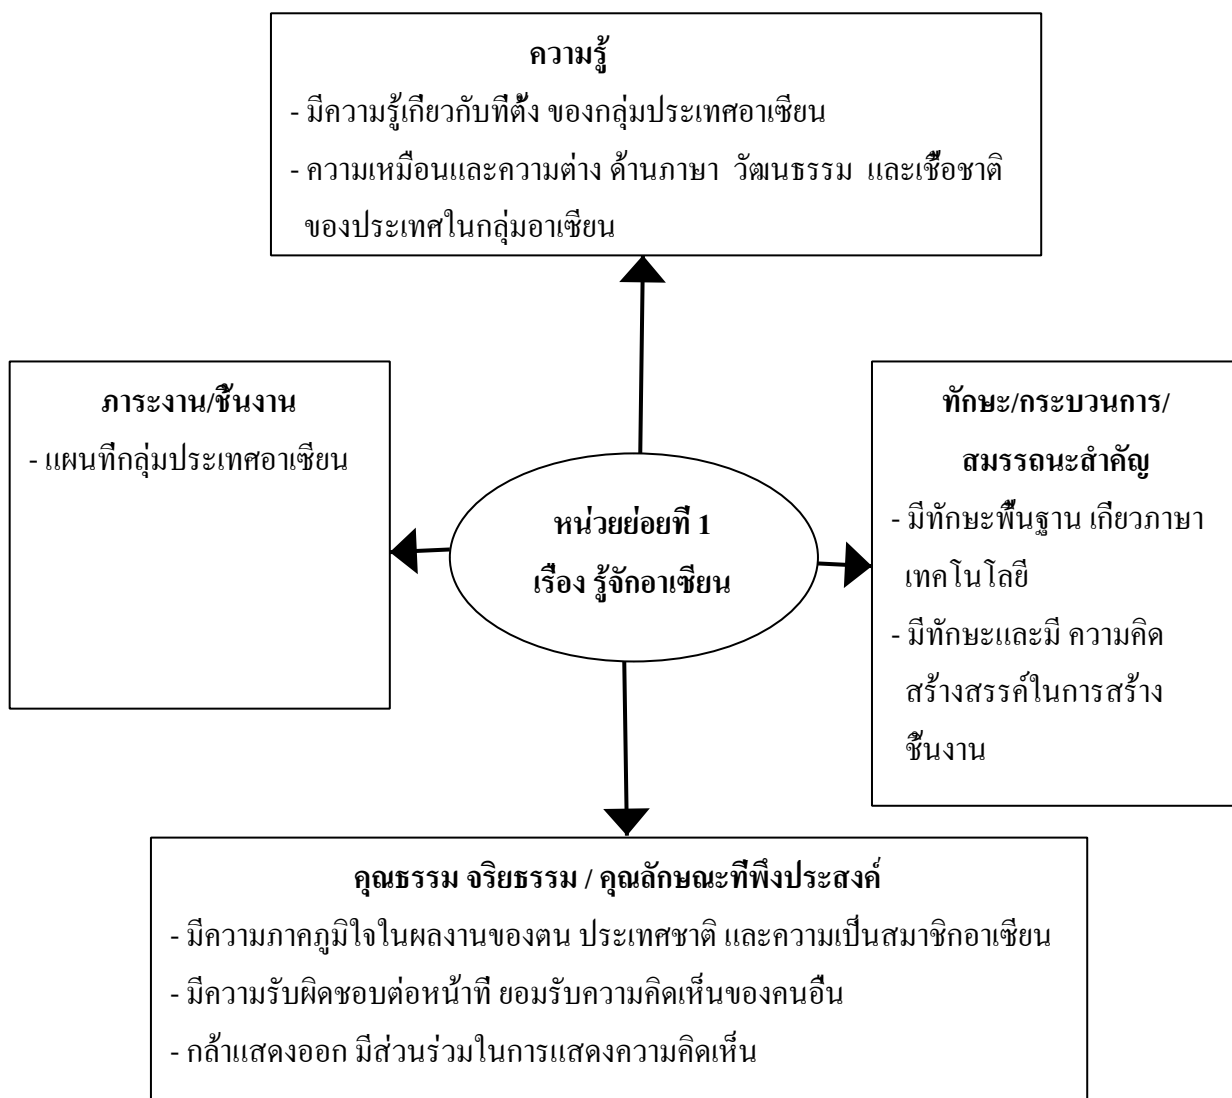 ความรู้
- มีความรู้เกี่ยวกับที่ตั้ง ของกลุ่มประเทศอาเซียน
- ความเหมือนและความต่าง ด้านภาษา วัฒนธรรม และเชื้อชาติ
ของประเทศในกลุ่มอาเซียน
ภาระงาน/ชิ้นงาน
- แผนที่กลุ่มประเทศอาเซียน
หน่วยย่อยที่ 1
เรื่อง รู้จักอาเซียน
ทักษะ/กระบวนการ/
สมรรถนะสำคัญ
- มีทักษะพื้นฐาน เกี่ยวภาษา
เทคโนโลยี
- มีทักษะและมี ความคิด
สร้างสรรค์ในการสร้าง
ชิ้นงาน
คุณธรรม จริยธรรม / คุณลักษณะที่พึงประสงค์
- มีความภาคภูมิใจในผลงานของตน ประเทศชาติ และความเป็นสมาชิกอาเซียน
- มีความรับผิดชอบต่อหน้าที่ ยอมรับความคิดเห็นของคนอื่น
- กล้าแสดงออก มีส่วนร่วมในการแสดงความคิดเห็น